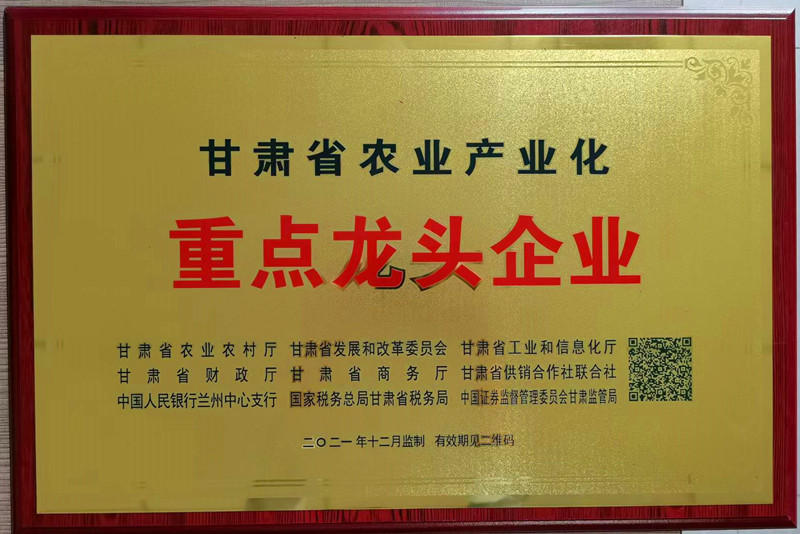 甘肃省农业产业化
重点龙头企业
甘肃省农业农村厅 甘肃省发展和改革委员会 甘肃省工业和信息化厅
甘肃省财政厅 甘肃省商务厅 甘肃省供销合作社联合社
中国人民银行兰州中心支行 国家税务总局甘肃省税务局 中国证券监督管理委员会甘肃监管局
二〇二一年十二月监制 有效期见二维码